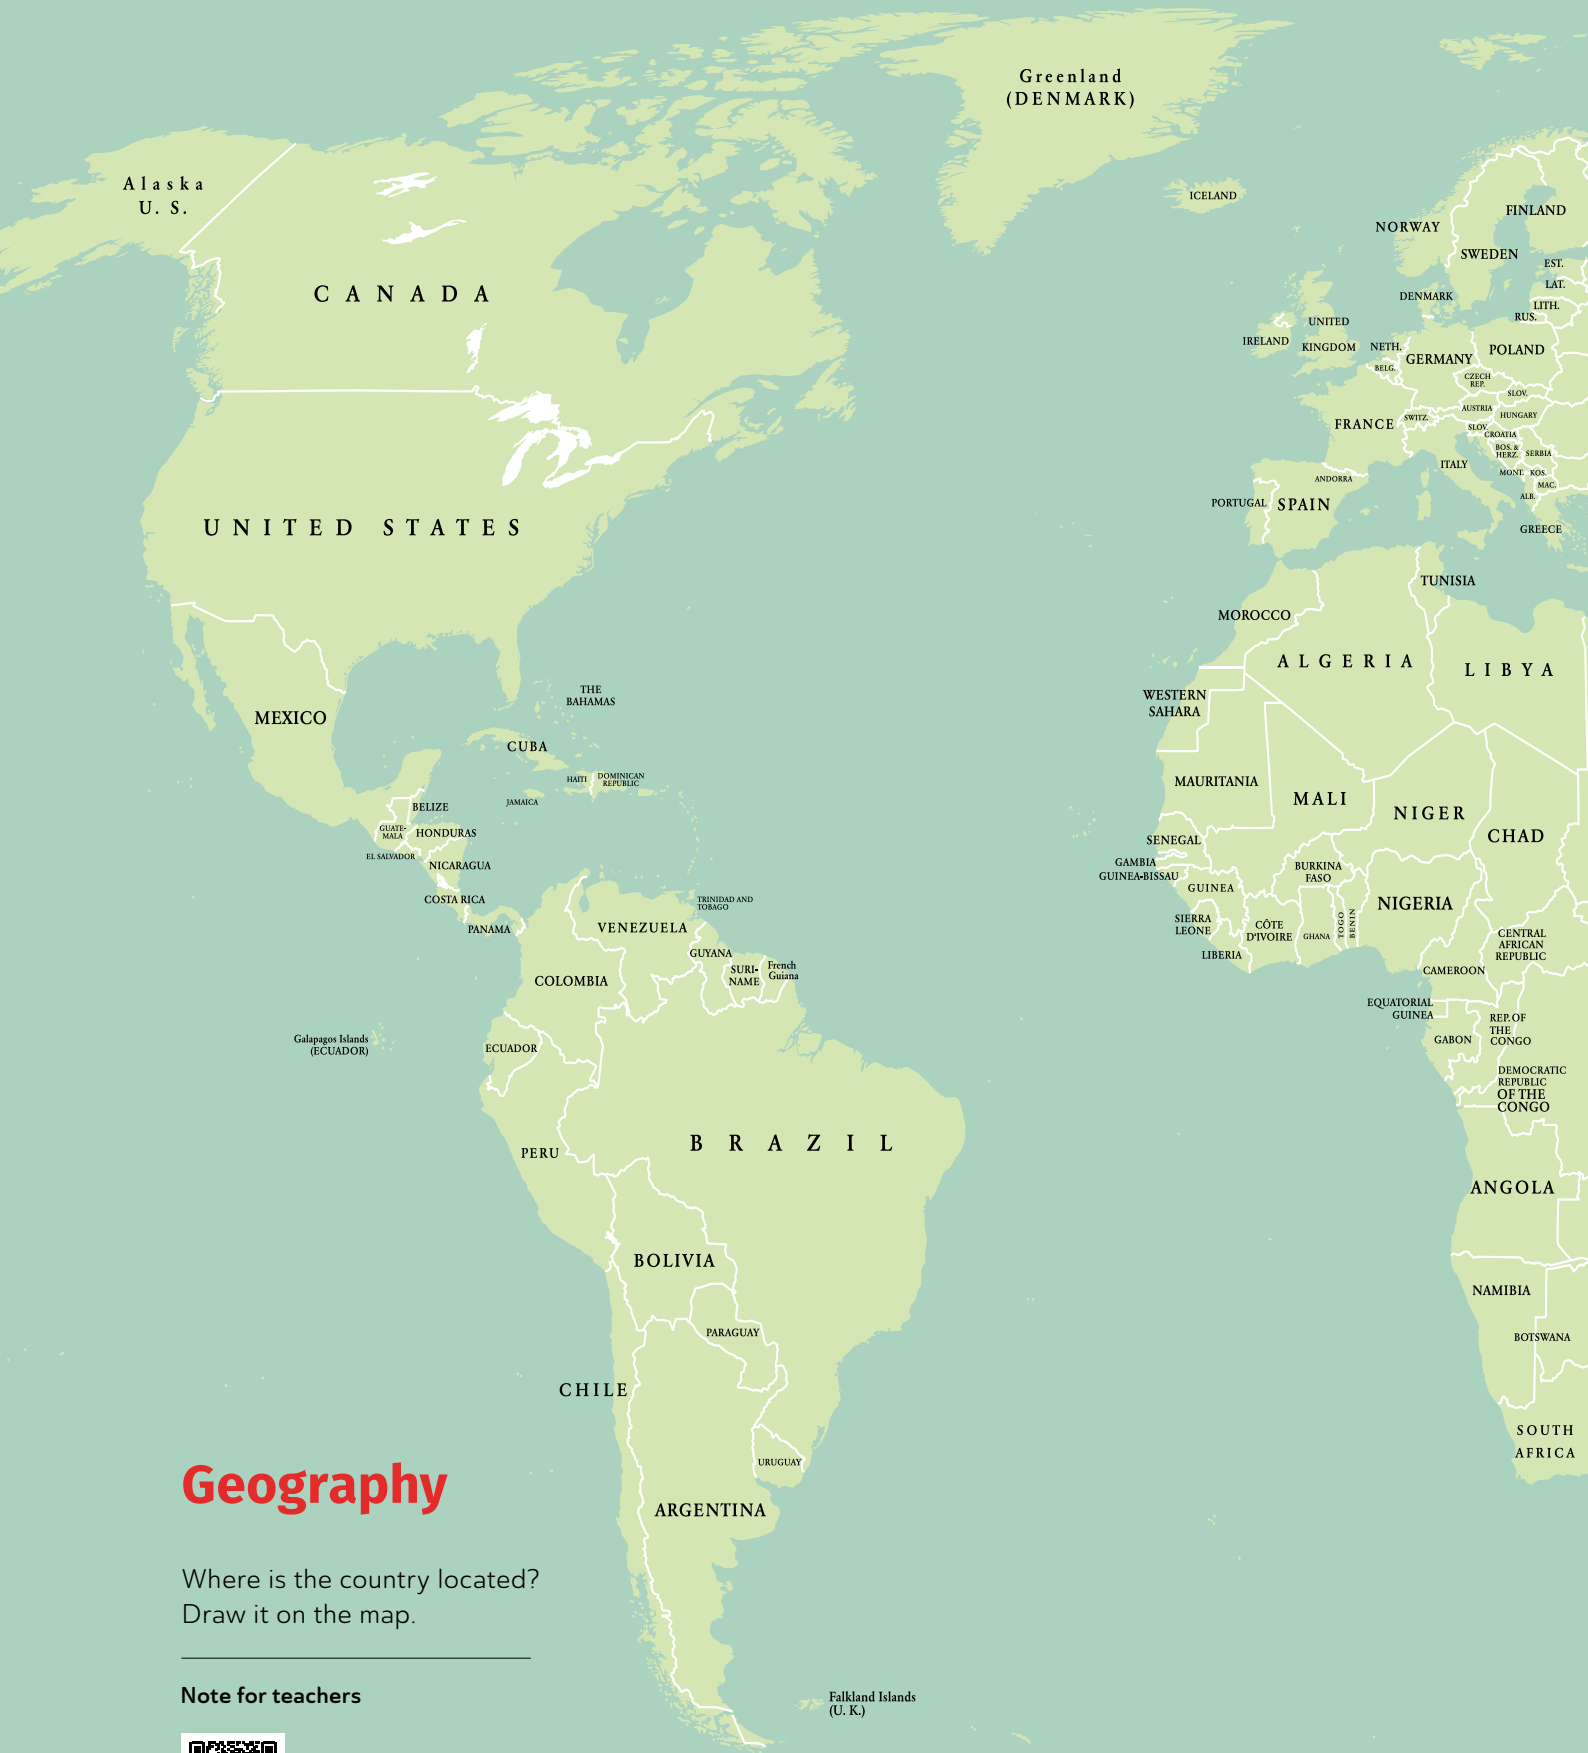 Greenland
(DENMARK)
Alaska
U. S.
ICELAND
FINLAND
NORWAY
SWEDEN
EST.
CANADA
LAT.
DENMARK
LITH.
RUS.
UNITED
KINGDOM
IRELAND
NETH.
POLAND
GERMANY
BELG.
CZECH
REP.
SLOV.
AUSTRIA
HUNGARY
SWITZ.
FRANCE
SLOV.
CROATIA
BOS. &
HERZ.
SERBIA
ITALY
MONT.
KOS.
ANDORRA
MAC.
ALB.
PORTUGAL
SPAIN
UNITED STATES
GREECE
TUNISIA
MOROCCO
ALGERIA
LIBYA
THE
BAHAMAS
WESTERN
SAHARA
MEXICO
CUBA
HAITI
DOMINICAN
REPUBLIC
MAURITANIA
JAMAICA
MALI
BELIZE
NIGER
GUATE-
MALA
HONDURAS
CHAD
SENEGAL
EL SALVADOR
NICARAGUA
GAMBIA
GUINEA-BISSAU
BURKINA
FASO
GUINEA
COSTA RICA
TRINIDAD AND
TOBAGO
NIGERIA
PANAMA
VENEZUELA
SIERRA
LEONE
CÔTE
D'IVOIRE
GHANA
TOGO
BENIN
CENTRAL
AFRICAN
REPUBLIC
GUYANA
LIBERIA
SURI-
NAME
French
Guiana
CAMEROON
COLOMBIA
EQUATORIAL
GUINEA
REP. OF
THE
CONGO
Galapagos Islands
(ECUADOR)
ECUADOR
GABON
DEMOCRATIC
REPUBLIC
OF THE
CONGO
BRAZIL
PERU
ANGOLA
BOLIVIA
NAMIBIA
PARAGUAY
BOTSWANA
CHILE
SOUTH
AFRICA
URUGUAY
Geography
ARGENTINA
Where is the country located?
Draw it on the map.
Note for teachers
Falkland Islands
(U. K.)